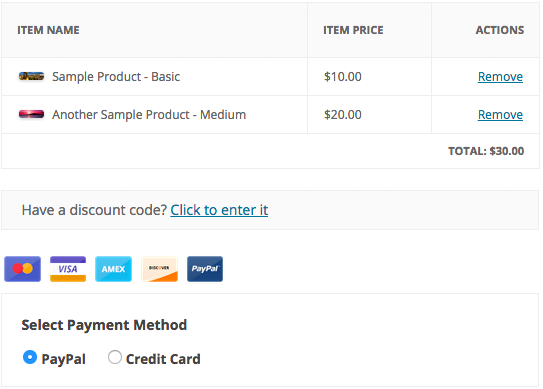 ITEM NAME ITEM PRICE ACTIONS
Sample Product - Basic $10.00 Remove
Another Sample Product - Medium $20.00 Remove
TOTAL: $30.00
Have a discount code? Click to enter it
VISA AMEX DISCOVER PayPal
Select Payment Method
PayPal Credit Card